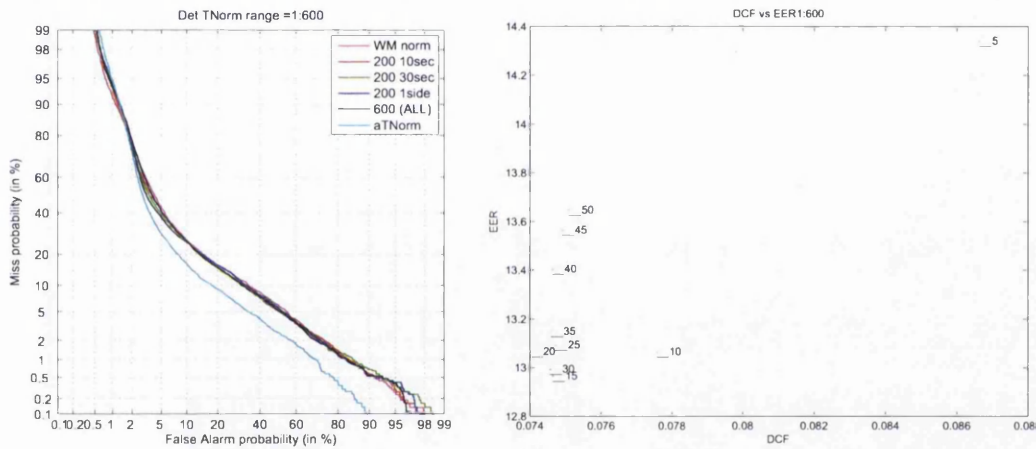 Det TNorm range =1:600
99
98
95
90
80
60
40
20
10
5
2
1
0.5
0.2
0.1
Miss probability (in %)
WM norm
200 10sec
200 30sec
200 1side
600 (ALL)
aTNorm
0.10.20.5 1 2 5 10 20 40 60 80 90 95 98 99
False Alarm probability (in %)
DCF vs EER1:600
14.4
14.2
14
13.8
13.6
13.4
13.2
13.0
12.8
EER
5
50
45
40
35
25
20
10
30
15
0.074 0.076 0.078 0.08 0.082 0.084 0.086
DCF